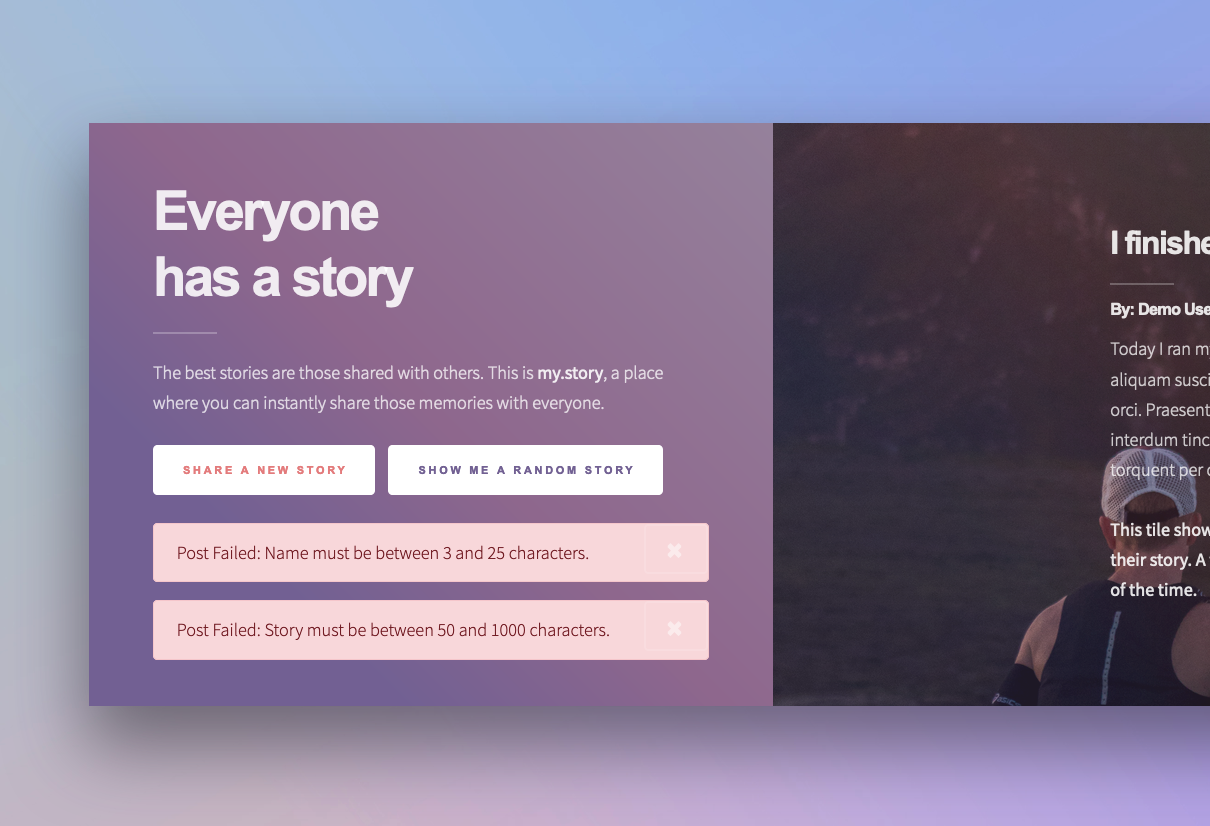 Everyone
has a story
The best stories are those shared with others. This is my.story, a place
where you can instantly share those memories with everyone.
SHARE A NEW STORY
SHOW ME A RANDOM STORY
Post Failed: Name must be between 3 and 25 characters.
Post Failed: Story must be between 50 and 1000 characters.
I finishe
By: Demo Use
Today I ran m
aliquam susci
orci. Praesent
interdum tinc
torquent per
This tile show
their story. A
of the time.